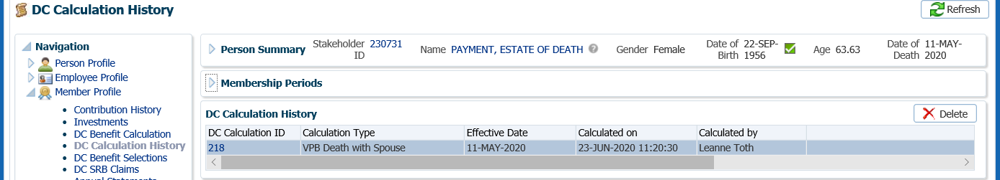 DC Calculation History
Refresh
Navigation
Person Profile
Employee Profile
Member Profile
Contribution History
Investments
DC Benefit Calculation
DC Calculation History
DC Benefit Selections
DC SRB Claims
Annual Statements
Person Summary Stakeholder ID 230731 Name PAYMENT, ESTATE OF DEATH Gender Female Date of Birth 22-SEP-1956 Age 63.63 Date of Death 11-MAY-2020
Membership Periods
DC Calculation History
Delete
DC Calculation ID Calculation Type Effective Date Calculated on Calculated by
218 VPB Death with Spouse 11-MAY-2020 23-JUN-2020 11:20:30 Leanne Toth